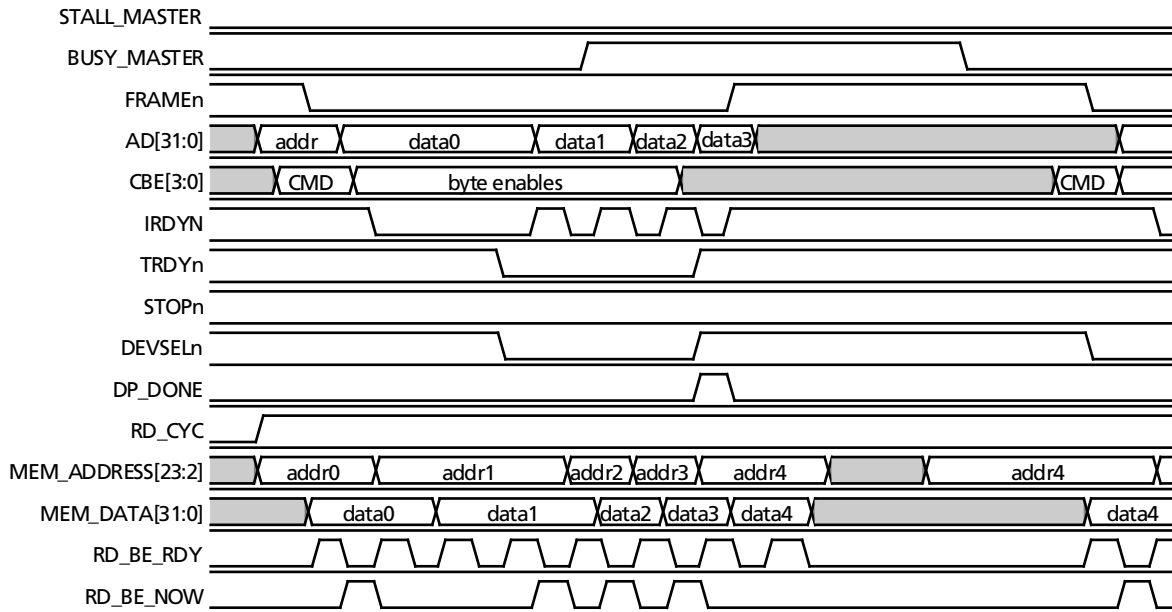 STALL_MASTER
BUSY_MASTER
FRAMEn
AD[31:0] addr data0 data1 data2 data3
CBE[3:0] CMD byte enables CMD
IRDYN
TRDYn
STOPn
DEVSELn
DP_DONE
RD_CYC
MEM_ADDRESS[23:2] addr0 addr1 addr2 addr3 addr4 addr4
MEM_DATA[31:0] data0 data1 data2 data3 data4 data4
RD_BE_RDY
RD_BE_NOW